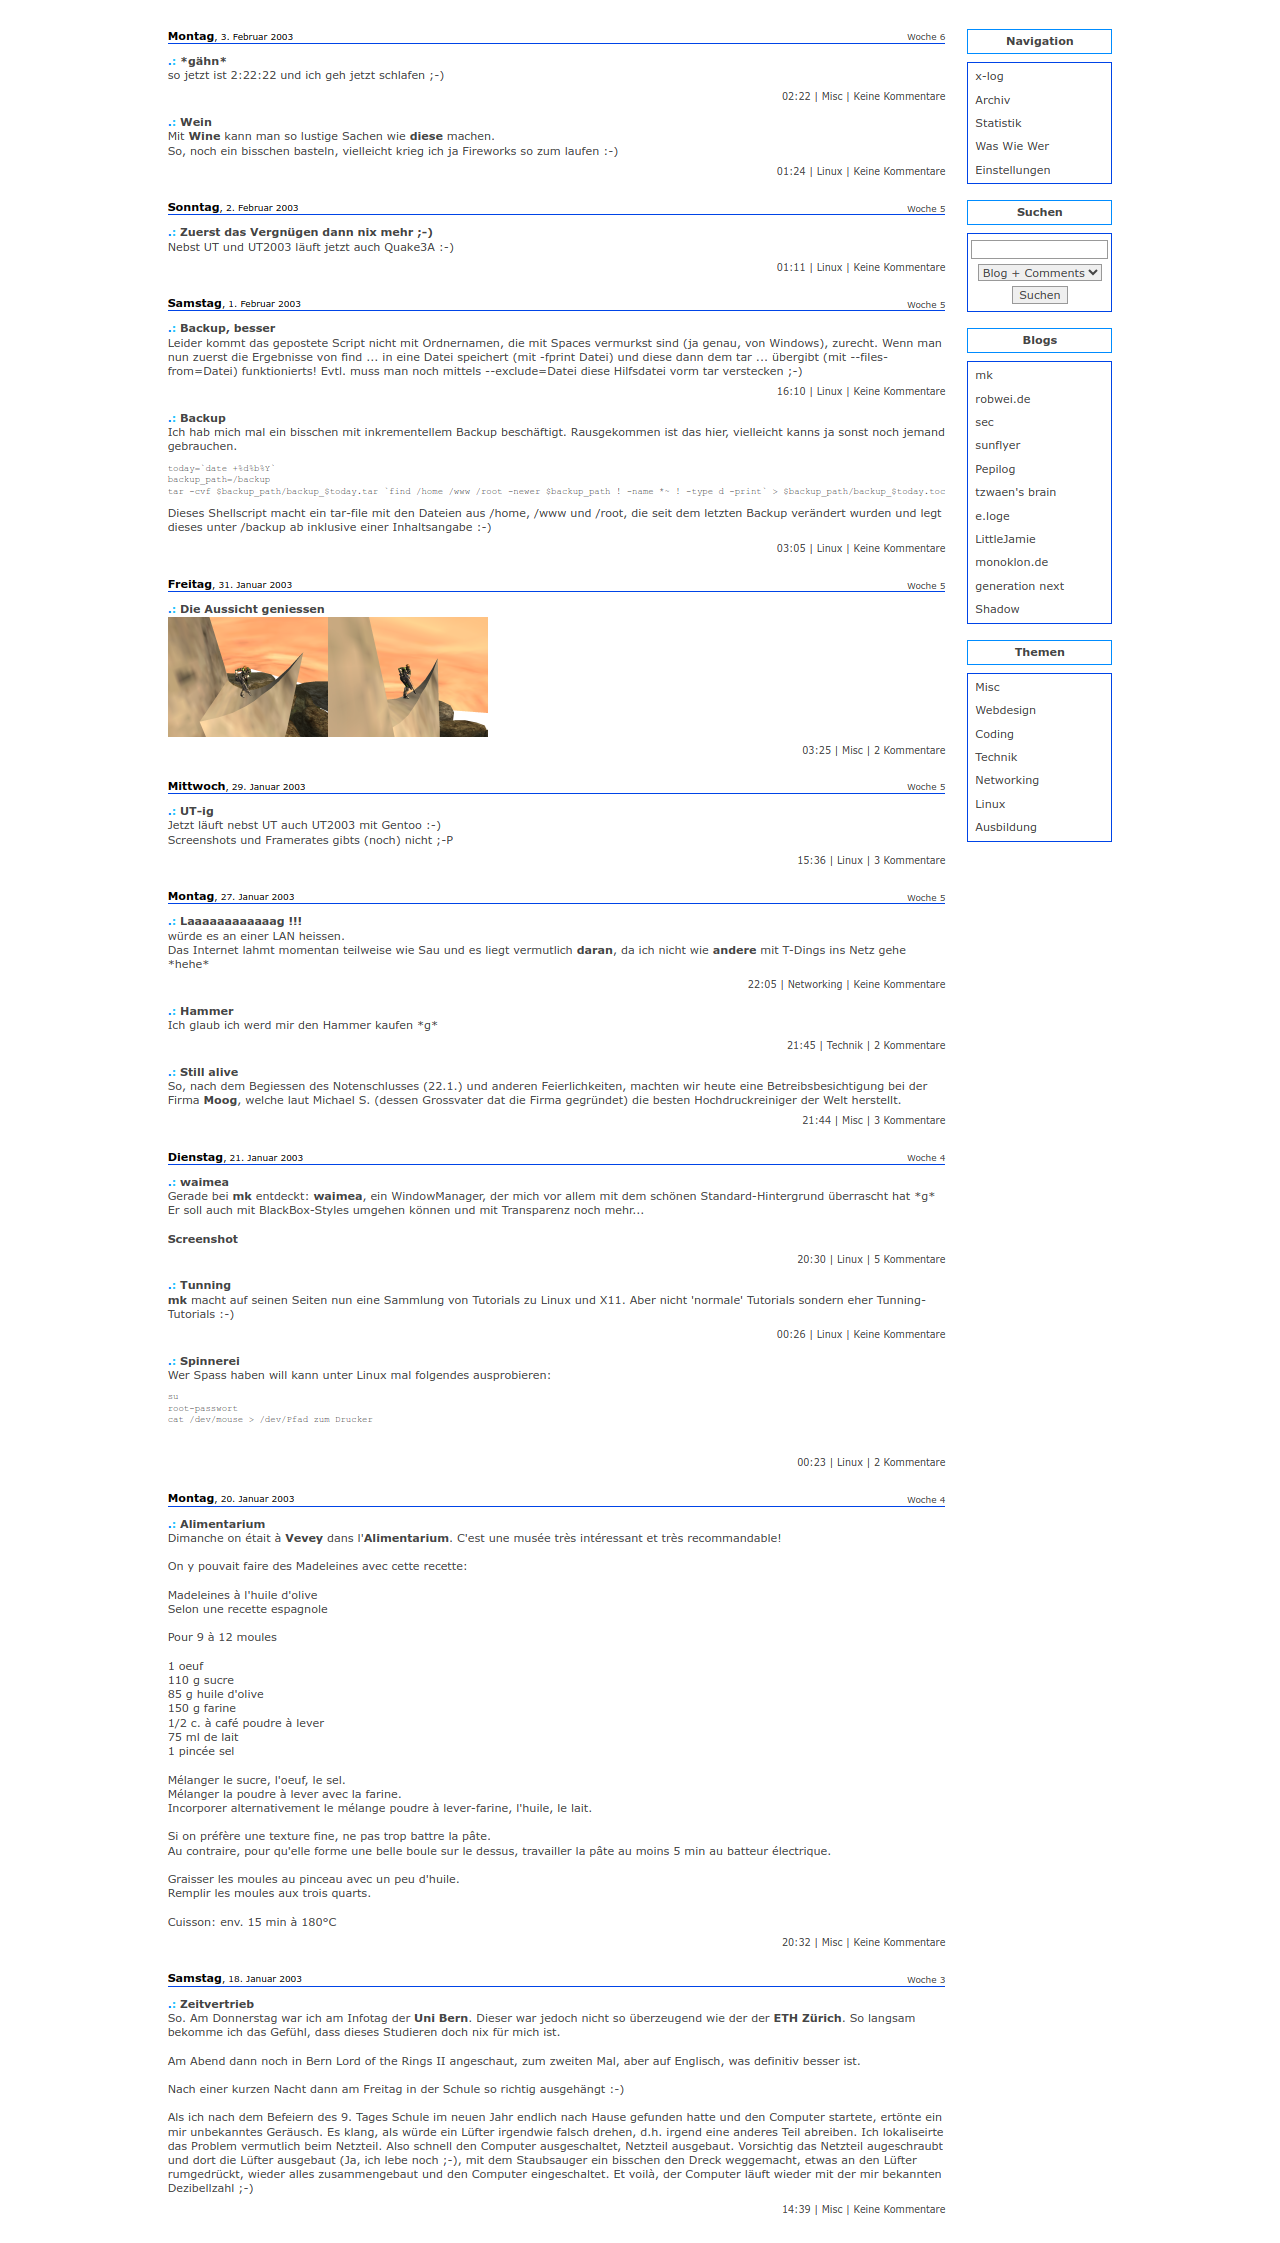 Montag, 3. Februar 2003 Woche 6
.: *gähn*
so jetzt ist 2:22:22 und ich geh jetzt schlafen ;-)
02:22 | Misc | Keine Kommentare
.: Wein
Mit Wine kann man so lustige Sachen wie diese machen.
So, noch ein bisschen basteln, vielleicht krieg ich ja Fireworks so zum laufen :-)
01:24 | Linux | Keine Kommentare
Sonntag, 2. Februar 2003 Woche 5
.: Zuerst das Vergnügen dann nix mehr ;-)
Nebst UT und UT2003 läuft jetzt auch Quake3A :-)
01:11 | Linux | Keine Kommentare
Samstag, 1. Februar 2003 Woche 5
.: Backup, besser
Leider kommt das gepostete Script nicht mit Ordnernamen, die mit Spaces vermurkst sind (ja genau, von Windows), zurecht. Wenn man
nun zuerst die Ergebnisse von find ... in eine Datei speichert (mit -fprint Datei) und diese dann dem tar ... übergibt (mit --files-
from=Datei) funktionierts! Evtl. muss man noch mittels --exclude=Datei diese Hilfsdatei vorm tar verstecken ;-)
16:10 | Linux | Keine Kommentare
.: Backup
Ich hab mich mal ein bisschen mit inkrementellem Backup beschäftigt. Rausgekommen ist das hier, vielleicht kanns ja sonst noch jemand
gebrauchen.
today=`date +%d%b%Y`
backup_path=/backup
tar -cvf $backup_path/backup_$today.tar `find /home /www /root -newer $backup_path ! -name *~ ! -type d -print` > $backup_path/backup_$today.toc
Dieses Shellscript macht ein tar-file mit den Dateien aus /home, /www und /root, die seit dem letzten Backup verändert wurden und legt
dieses unter /backup ab inklusive einer Inhaltsangabe :-)
03:05 | Linux | Keine Kommentare
Freitag, 31. Januar 2003 Woche 5
.: Die Aussicht geniessen
03:25 | Misc | 2 Kommentare
Mittwoch, 29. Januar 2003 Woche 5
.: UT-ig
Jetzt läuft nebst UT auch UT2003 mit Gentoo :-)
Screenshots und Framerates gibts (noch) nicht ;-P
15:36 | Linux | 3 Kommentare
Montag, 27. Januar 2003 Woche 5
.: Laaaaaaaaaaaag !!!
würde es an einer LAN heissen.
Das Internet lahmt momentan teilweise wie Sau und es liegt vermutlich daran, da ich nicht wie andere mit T-Dings ins Netz gehe
*hehe*
22:05 | Networking | Keine Kommentare
.: Hammer
Ich glaub ich werd mir den Hammer kaufen *g*
21:45 | Technik | 2 Kommentare
.: Still alive
So, nach dem Begiessen des Notenschlusses (22.1.) und anderen Feierlichkeiten, machten wir heute eine Betreibsbesichtigung bei der
Firma Moog, welche laut Michael S. (dessen Grossvater dat die Firma gegründet) die besten Hochdruckreiniger der Welt herstellt.
21:44 | Misc | 3 Kommentare
Dienstag, 21. Januar 2003 Woche 4
.: waimea
Gerade bei mk entdeckt: waimea, ein WindowManager, der mich vor allem mit dem schönen Standard-Hintergrund überrascht hat *g*
Er soll auch mit BlackBox-Styles umgehen können und mit Transparenz noch mehr...
Screenshot
20:30 | Linux | 5 Kommentare
.: Tunning
mk macht auf seinen Seiten nun eine Sammlung von Tutorials zu Linux und X11. Aber nicht 'normale' Tutorials sondern eher Tunning-
Tutorials :-)
00:26 | Linux | Keine Kommentare
.: Spinnerei
Wer Spass haben will kann unter Linux mal folgendes ausprobieren:
su
root-passwort
cat /dev/mouse > /dev/Pfad zum Drucker
00:23 | Linux | 2 Kommentare
Montag, 20. Januar 2003 Woche 4
.: Alimentarium
Dimanche on était à Vevey dans l'Alimentarium. C'est une musée très intéressant et très recommandable!
On y pouvait faire des Madeleines avec cette recette:
Madeleines à l'huile d'olive
Selon une recette espagnole
Pour 9 à 12 moules
1 oeuf
110 g sucre
85 g huile d'olive
150 g farine
1/2 c. à café poudre à lever
75 ml de lait
1 pincée sel
Mélanger le sucre, l'oeuf, le sel.
Mélanger la poudre à lever avec la farine.
Incorporer alternativement le mélange poudre à lever-farine, l'huile, le lait.
Si on préfère une texture fine, ne pas trop battre la pâte.
Au contraire, pour qu'elle forme une belle boule sur le dessus, travailler la pâte au moins 5 min au batteur électrique.
Graisser les moules au pinceau avec un peu d'huile.
Remplir les moules aux trois quarts.
Cuisson: env. 15 min à 180°C
20:32 | Misc | Keine Kommentare
Samstag, 18. Januar 2003 Woche 3
.: Zeitvertrieb
So. Am Donnerstag war ich am Infotag der Uni Bern. Dieser war jedoch nicht so überzeugend wie der der ETH Zürich. So langsam
bekomme ich das Gefühl, dass dieses Studieren doch nix für mich ist.
Am Abend dann noch in Bern Lord of the Rings II angeschaut, zum zweiten Mal, aber auf Englisch, was definitiv besser ist.
Nach einer kurzen Nacht dann am Freitag in der Schule so richtig ausgehängt :-)
Als ich nach dem Befeiern des 9. Tages Schule im neuen Jahr endlich nach Hause gefunden hatte und den Computer startete, ertönte ein
mir unbekanntes Geräusch. Es klang, als würde ein Lüfter irgendwie falsch drehen, d.h. irgend eine anderes Teil abreiben. Ich lokaliseirte
das Problem vermutlich beim Netzteil. Also schnell den Computer ausgeschaltet, Netzteil ausgebaut. Vorsichtig das Netzteil augeschraubt
und dort die Lüfter ausgebaut (Ja, ich lebe noch ;-), mit dem Staubsauger ein bisschen den Dreck weggemacht, etwas an den Lüfter
rumgedrückt, wieder alles zusammengebaut und den Computer eingeschaltet. Et voilà, der Computer läuft wieder mit der mir bekannten
Dezibellzahl ;-)
14:39 | Misc | Keine Kommentare
Navigation
x-log
Archiv
Statistik
Was Wie Wer
Einstellungen
Suchen
Blog + Comments
Suchen
Blogs
mk
robwei.de
sec
sunflyer
Pepilog
tzwaen's brain
e.loge
LittleJamie
monoklon.de
generation next
Shadow
Themen
Misc
Webdesign
Coding
Technik
Networking
Linux
Ausbildung